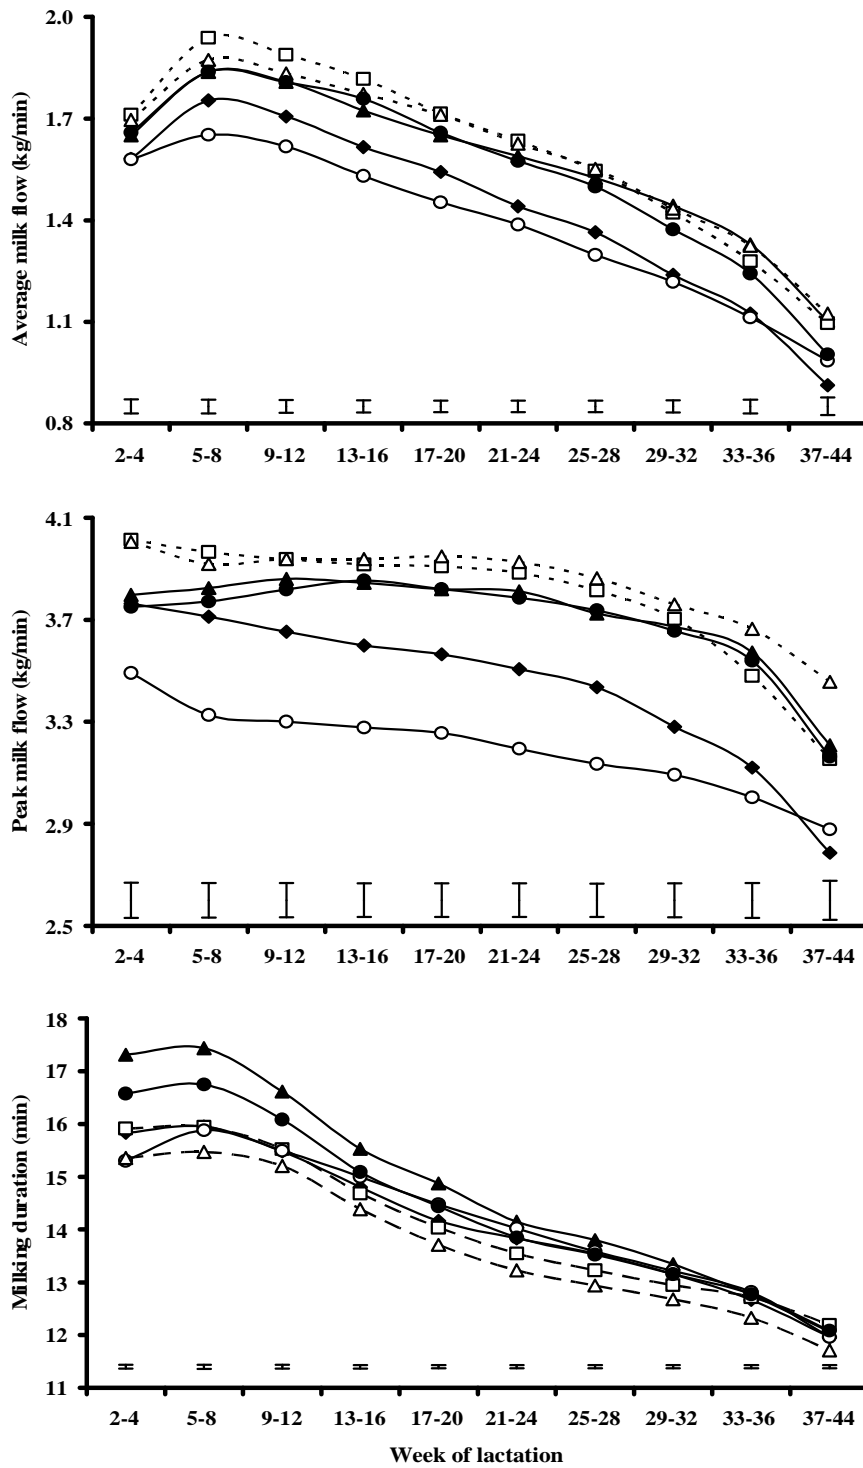 Average milk flow (kg/min)
2.0
1.7
1.4
1.1
0.8
2-4 5-8 9-12 13-16 17-20 21-24 25-28 29-32 33-36 37-44
Peak milk flow (kg/min)
4.1
3.7
3.3
2.9
2.5
2-4 5-8 9-12 13-16 17-20 21-24 25-28 29-32 33-36 37-44
Milking duration (min)
18
17
16
15
14
13
12
11
2-4 5-8 9-12 13-16 17-20 21-24 25-28 29-32 33-36 37-44
Week of lactation